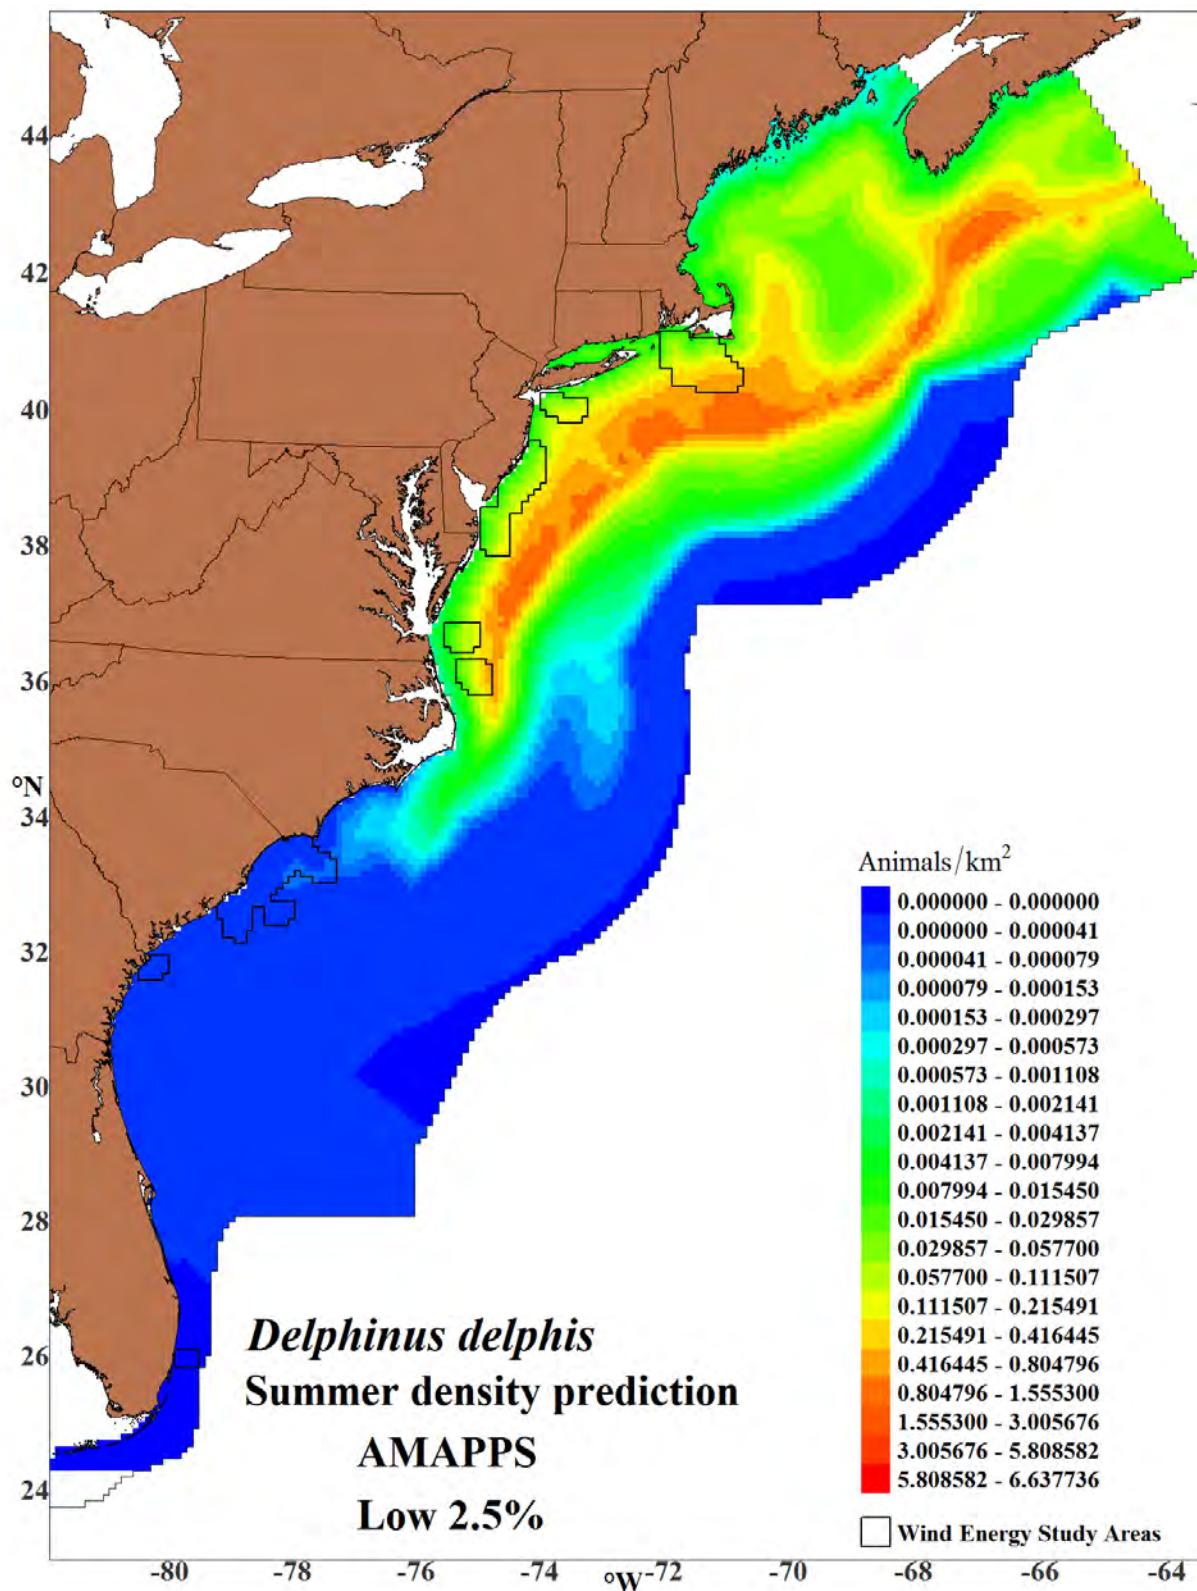 44
42
40
38
36
°N
34
32
30
28
26
24
Animals/km²
0.000000 - 0.000000
0.000000 - 0.000041
0.000041 - 0.000079
0.000079 - 0.000153
0.000153 - 0.000297
0.000297 - 0.000573
0.000573 - 0.001108
0.001108 - 0.002141
0.002141 - 0.004137
0.004137 - 0.007994
0.007994 - 0.015450
0.015450 - 0.029857
0.029857 - 0.057700
0.057700 - 0.111507
0.111507 - 0.215491
0.215491 - 0.416445
0.416445 - 0.804796
0.804796 - 1.555300
1.555300 - 3.005676
3.005676 - 5.808582
5.808582 - 6.637736
Wind Energy Study Areas
Delphinus delphis
Summer density prediction
AMAPPS
Low 2.5%
-80 -78 -76 -74 °W -72 -70 -68 -66 -64